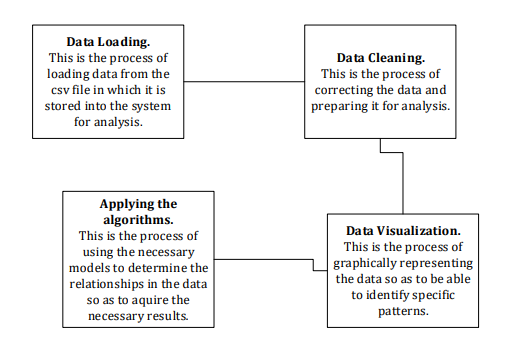 Data Loading.
This is the process of
loading data from the
csv file in which it is
stored into the system
for analysis.
Data Cleaning.
This is the process of
correcting the data and
preparing it for analysis.
Data Visualization.
This is the process of
graphically representing
the data so as to be able
to identify specific
patterns.
Applying the
algorithms.
This is the process of
using the necessary
models to determine the
relationships in the data
so as to aquire the
necessary results.